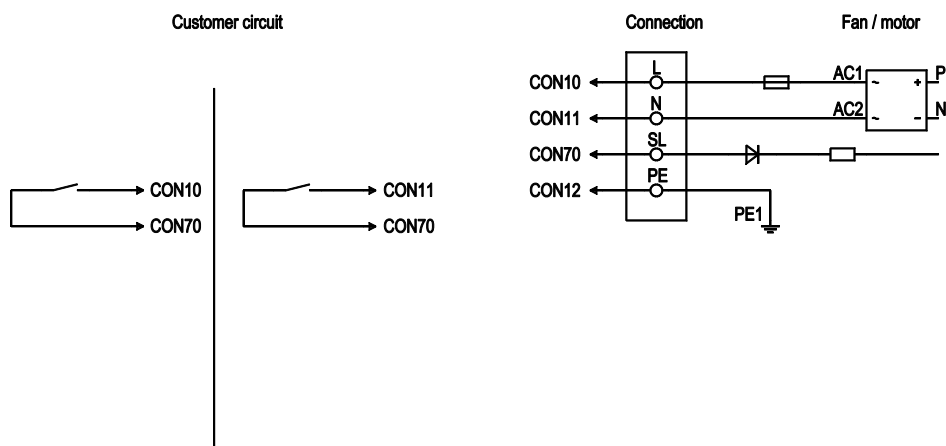 Customer circuit
Connection
Fan / motor
CON10
L
AC1
~
+
P
CON11
N
AC2
~
-
N
CON70
SL
CON12
PE
PE1
CON10
CON70
CON11
CON70